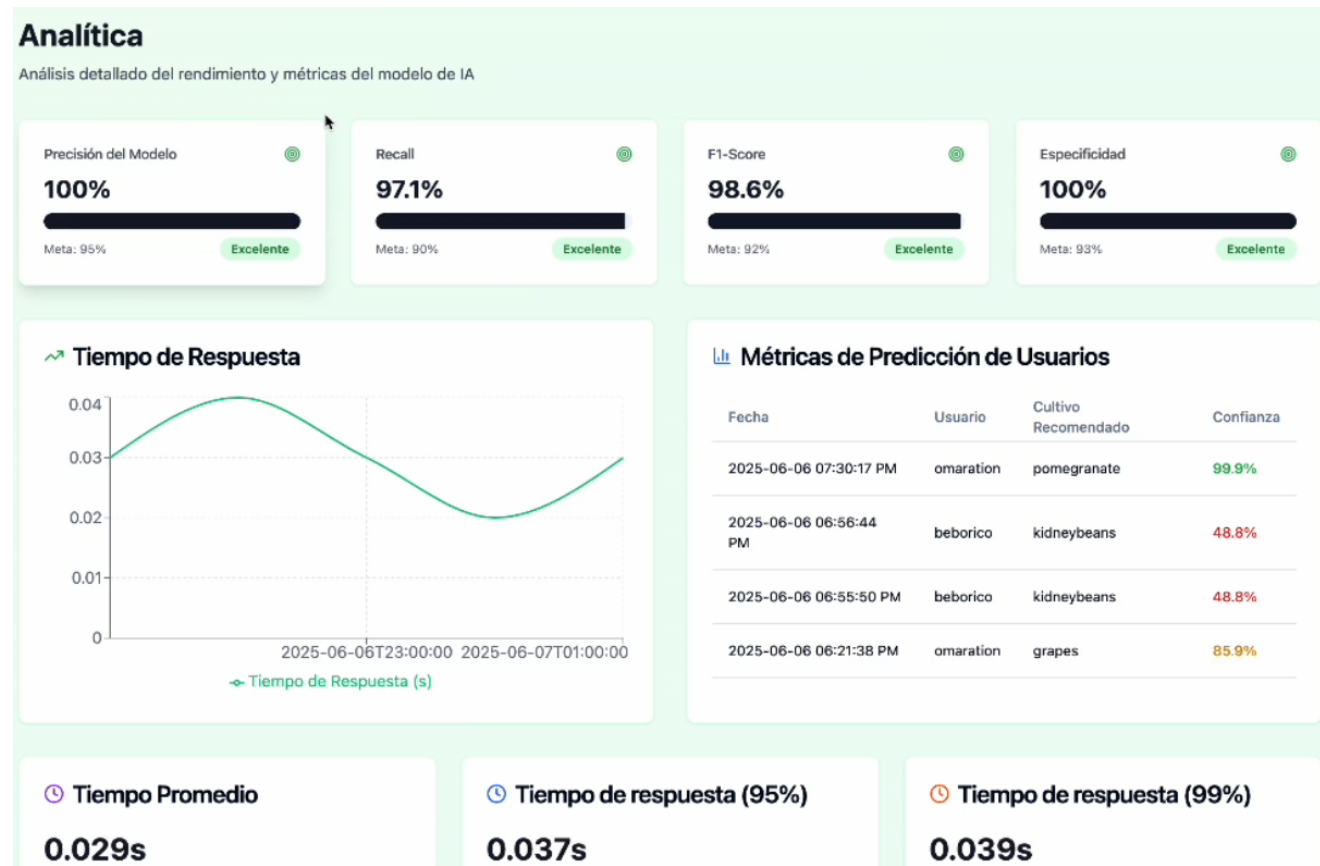 Analítica
Análisis detallado del rendimiento y métricas del modelo de IA
Precisión del Modelo
100%
Meta: 95%
Excelente
Recall
97.1%
Meta: 90%
Excelente
F1-Score
98.6%
Meta: 92%
Excelente
Especificidad
100%
Meta: 93%
Excelente
Tiempo de Respuesta
0.04
0.03
0.02
0.01
0
2025-06-06T23:00:00 2025-06-07T01:00:00
Tiempo de Respuesta (s)
Métricas de Predicción de Usuarios
Fecha Usuario Cultivo Recomendado Confianza
2025-06-06 07:30:17 PM omaration pomegranate 99.9%
2025-06-06 06:56:44 PM beborico kidneybeans 48.8%
2025-06-06 06:55:50 PM beborico kidneybeans 48.8%
2025-06-06 06:21:38 PM omaration grapes 85.9%
Tiempo Promedio
0.029s
Tiempo de respuesta (95%)
0.037s
Tiempo de respuesta (99%)
0.039s